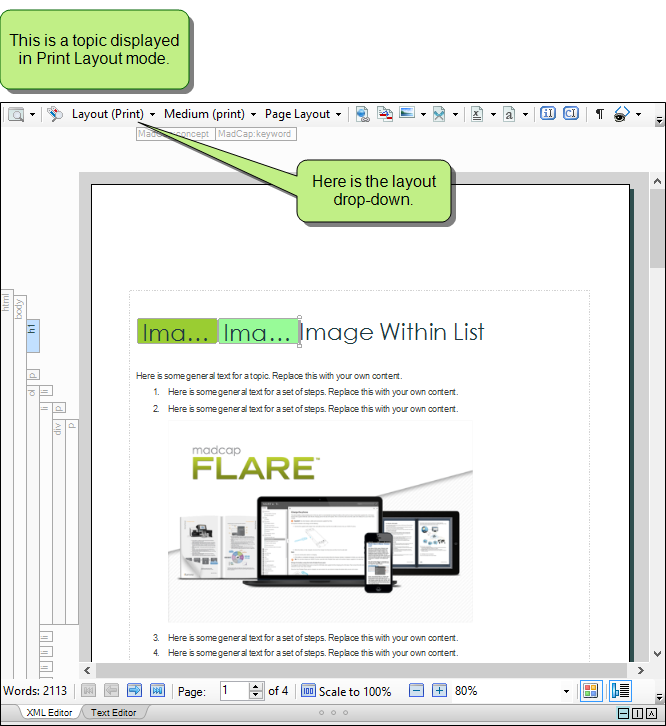 This is a topic displayed
in Print Layout mode.
Layout (Print) Medium (print) Page Layout
MadCap:concept MadCap:keyword
Here is the layout
drop-down.
html
body
h1
Ima... Ima... Image Within List
p
Here is some general text for a topic. Replace this with your own content.
ol
li
1. Here is some general text for a set of steps. Replace this with your own content.
li
p
2. Here is some general text for a set of steps. Replace this with your own content.
div
p
madcap
FLARE™
li
3. Here is some general text for a set of steps. Replace this with your own content.
li
4. Here is some general text for a set of steps. Replace this with your own content.
Words: 2113 Page: 1 of 4 100 Scale to 100% 80%
XML Editor Text Editor